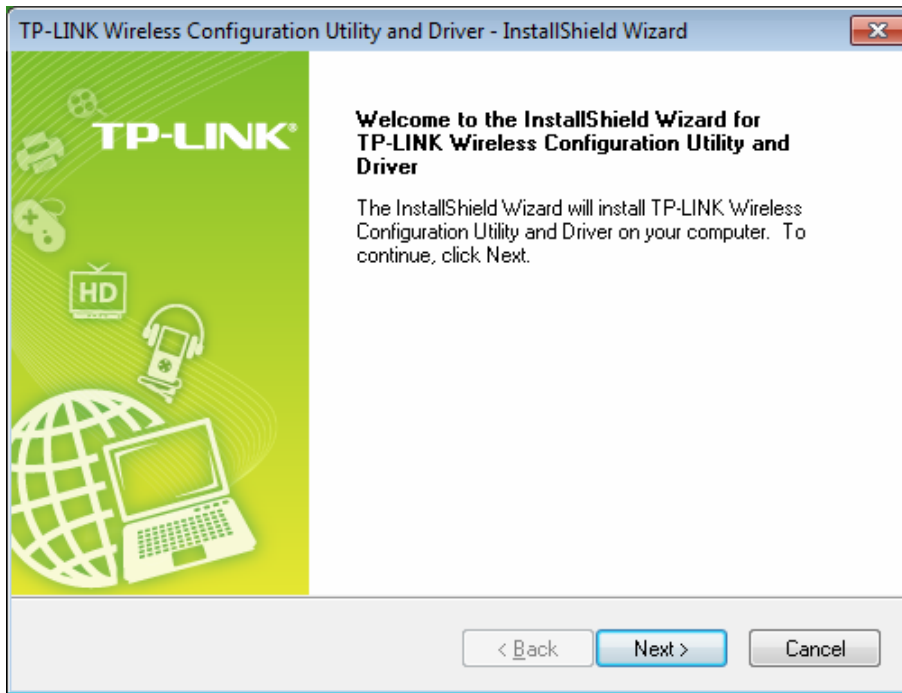 TP-LINK Wireless Configuration Utility and Driver - InstallShield Wizard
TP-LINK®
HD
Welcome to the InstallShield Wizard for
TP-LINK Wireless Configuration Utility and
Driver
The InstallShield Wizard will install TP-LINK Wireless
Configuration Utility and Driver on your computer. To
continue, click Next.
< Back
Next >
Cancel